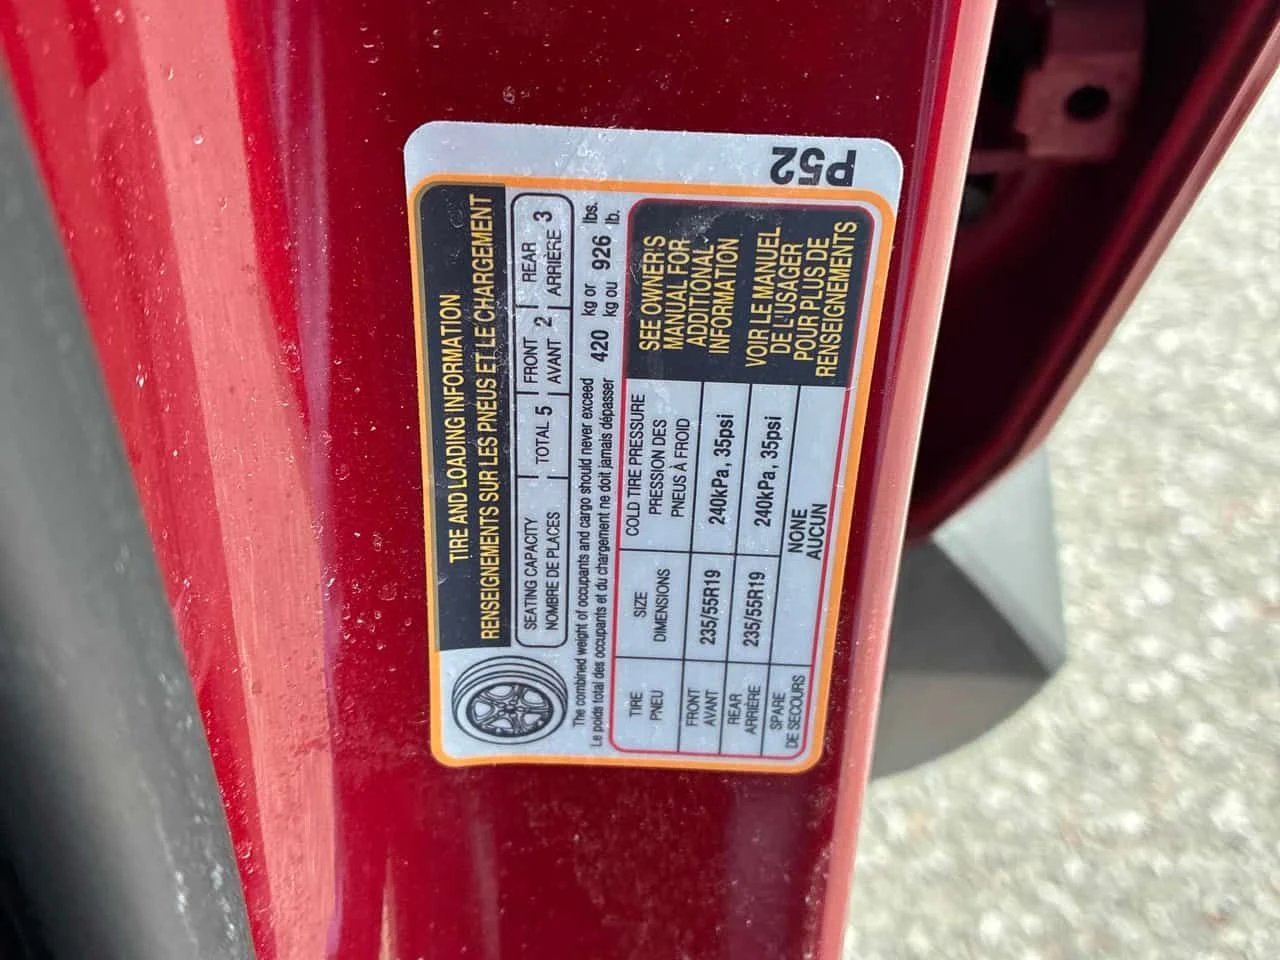 P52
TIRE AND LOADING INFORMATION
RENSEIGNEMENTS SUR LES PNEUS ET LE CHARGEMENT
SEATING CAPACITY TOTAL 5 FRONT 2 REAR 3
NOMBRE DE PLACES AVANT ARRIÈRE
The combined weight of occupants and cargo should never exceed 420 kg or 926 lbs.
Le poids total des occupants et du chargement ne doit jamais dépasser kg ou lb.
TIRE SIZE COLD TIRE PRESSURE
PNEU DIMENSIONS PRESSION DES
PNEUS À FROID
FRONT 235/55R19 240kPa, 35psi
AVANT
REAR 235/55R19 240kPa, 35psi
ARRIÈRE
SPARE NONE
DE SECOURS AUCUN
SEE OWNER'S
MANUAL FOR
ADDITIONAL
INFORMATION
VOIR LE MANUEL
DE L'USAGER
POUR PLUS DE
RENSEIGNEMENTS